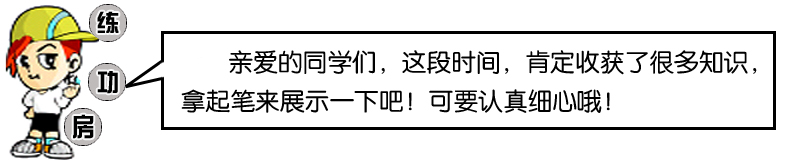 练
功
房
亲爱的同学们，这段时间，肯定收获了很多知识，
拿起笔来展示一下吧！可要认真细心哦！